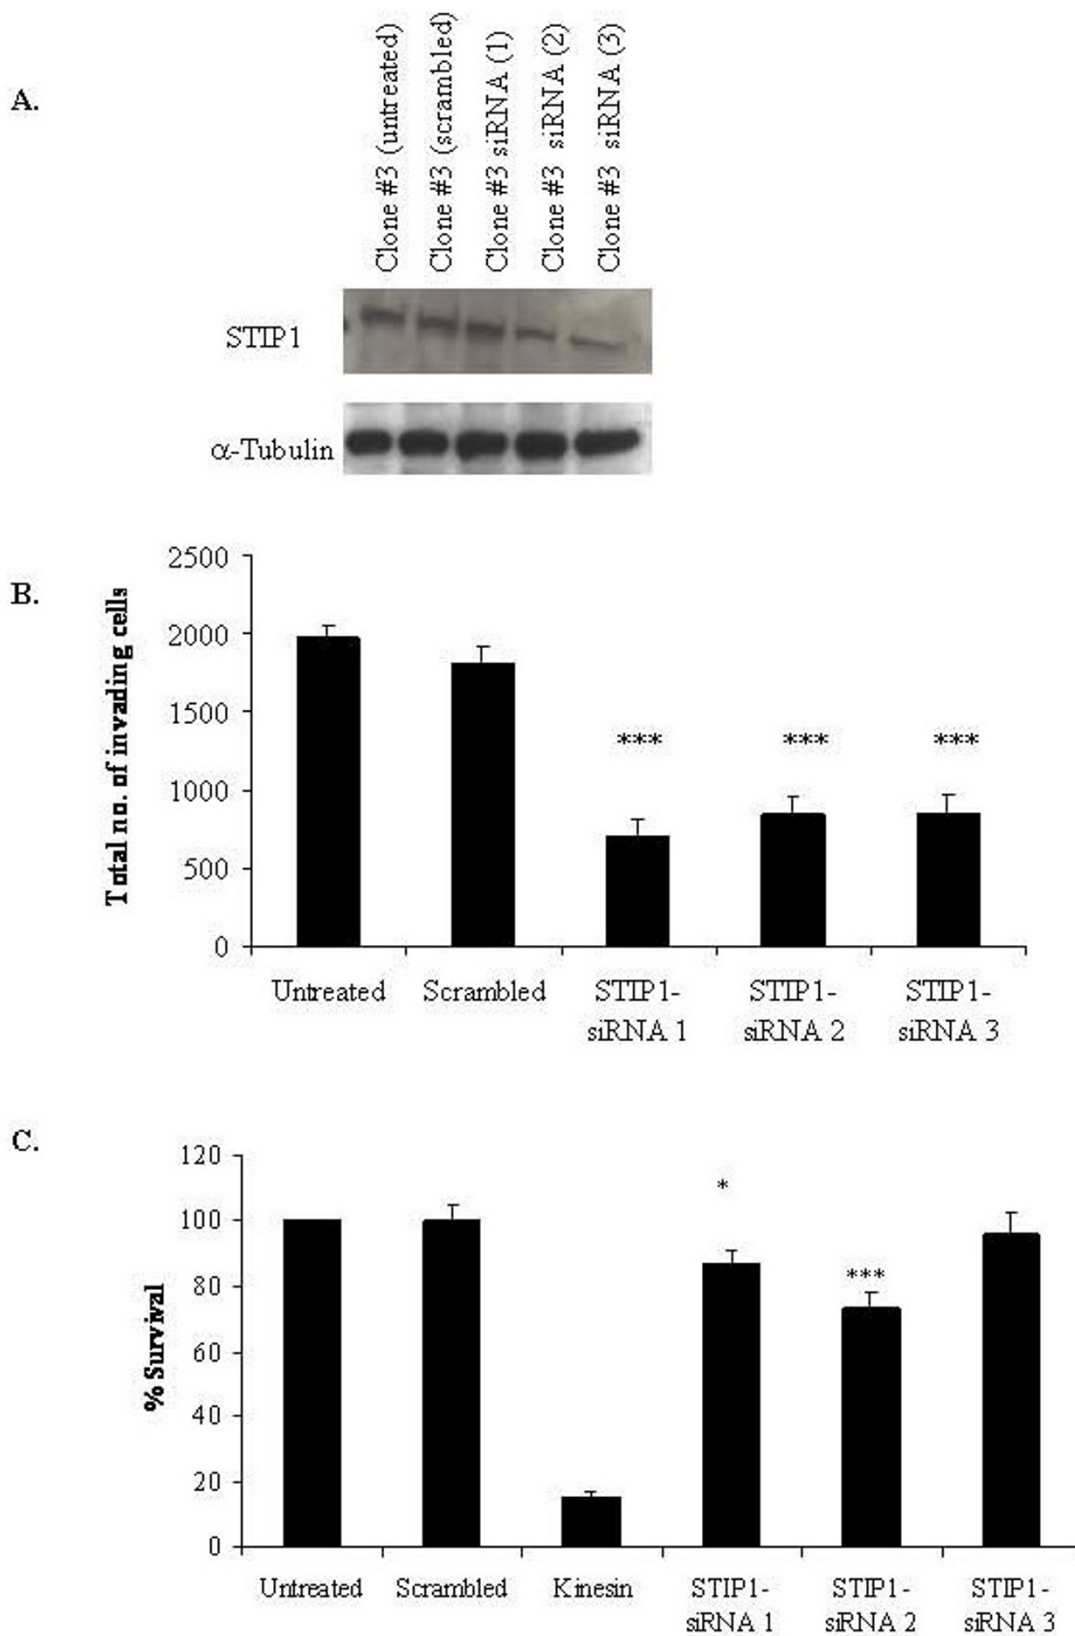 A.
Clone #3 (untreated)
Clone #3 (scrambled)
Clone #3 siRNA (1)
Clone #3 siRNA (2)
Clone #3 siRNA (3)
STIP1
α-Tubulin
B.
Total no. of invading cells
2500
2000
1500
1000
500
0
***
***
***
Untreated
Scrambled
STIP1-
siRNA 1
STIP1-
siRNA 2
STIP1-
siRNA 3
C.
% Survival
120
100
80
60
40
20
0
*
***
Untreated
Scrambled
Kinesin
STIP1-
siRNA 1
STIP1-
siRNA 2
STIP1-
siRNA 3